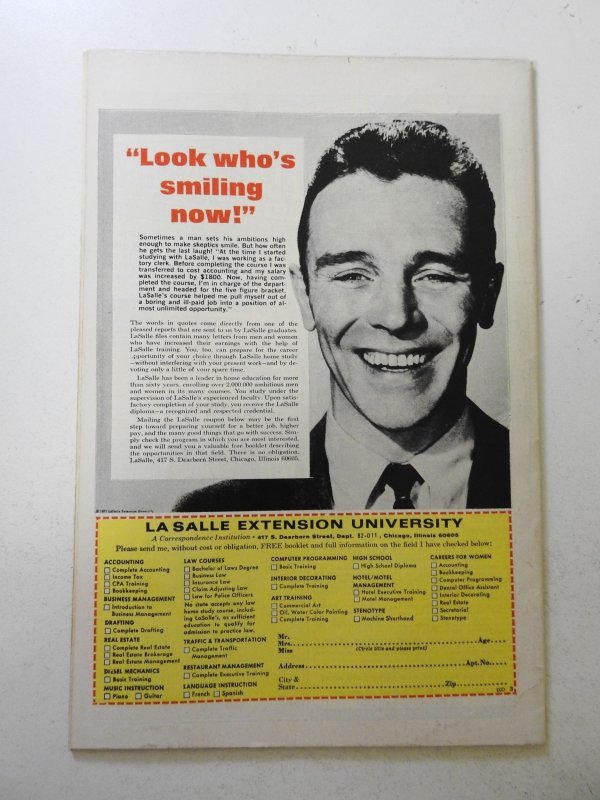 “Look who’s
smiling
now!”
Sometimes a man sets his ambitions high
enough to make skeptics smile. But how often
he gets the last laugh! “At the time I started
studying with LaSalle, I was working as a fac-
tory clerk. Before completing the course I was
transferred to cost accounting and my salary
was increased by $1800. Now, having com-
pleted the course, I’m in charge of the depart-
ment and headed for the five figure bracket.
LaSalle’s course helped me pull myself out of
a boring and ill-paid job into a position of al-
most unlimited opportunity.”
The words in quotes come directly from one of the
pleased reports that are sent to us by LaSalle graduates.
LaSalle files contain many letters from men and women
who have increased their earnings with the help of
LaSalle training. You, too, can prepare for the career
opportunity of your choice through LaSalle home study
—without interfering with your present work—and by de-
voting only a little of your spare time.
LaSalle has been a leader in home education for more
than sixty years, enrolling over 2,000,000 ambitious men
and women in its many courses. You study under the
supervision of LaSalle’s experienced faculty. Upon satis-
factory completion of your study, you receive the LaSalle
diploma—a recognized and respected credential.
Mailing the LaSalle coupon below may be the first
step toward preparing yourself for a better job, higher
pay, and the many good things that go with success. Sim-
ply check the program in which you are most interested,
and we will send you a valuable free booklet describing
the opportunities in that field. There is no obligation.
LaSalle, 417 S. Dearborn Street, Chicago, Illinois 60605.
LaSalle Extension University
LA SALLE EXTENSION UNIVERSITY
A Correspondence Institution • 417 S. Dearborn Street, Dept. 82-011, Chicago, Illinois 60605
Please send me, without cost or obligation, FREE booklet and full information on the field I have checked below:
ACCOUNTING
Complete Accounting
Income Tax
CPA Training
Bookkeeping
BUSINESS MANAGEMENT
Introduction to
Business Management
DRAFTING
Complete Drafting
REAL ESTATE
Complete Real Estate
Real Estate Brokerage
Real Estate Management
DIESEL MECHANICS
Basic Training
MUSIC INSTRUCTION
Piano Guitar
LAW COURSES
Bachelor of Laws Degree
Business Law
Insurance Law
Claim Adjusting Law
Law for Police Officers
No state accepts any law
home study course, includ-
ing LaSalle’s, as sufficient
education to qualify for
admission to practice law.
TRAFFIC & TRANSPORTATION
Complete Traffic
Management
RESTAURANT MANAGEMENT
Complete Executive Training
LANGUAGE INSTRUCTION
French Spanish
COMPUTER PROGRAMMING
Basic Training
INTERIOR DECORATING
Complete Training
ART TRAINING
Commercial Art
Oil, Water Color Painting
Complete Training
HIGH SCHOOL
High School Diploma
HOTEL/MOTEL
MANAGEMENT
Hotel Executive Training
Motel Management
STENOTYPE
Machine Shorthand
CAREERS FOR WOMEN
Accounting
Bookkeeping
Computer Programming
Dental Office Assistant
Interior Decorating
Real Estate
Secretarial
Stenotype
Mr.
Mrs. Age
Miss (Circle title and please print)
Address Apt. No.
City &
State Zip
3